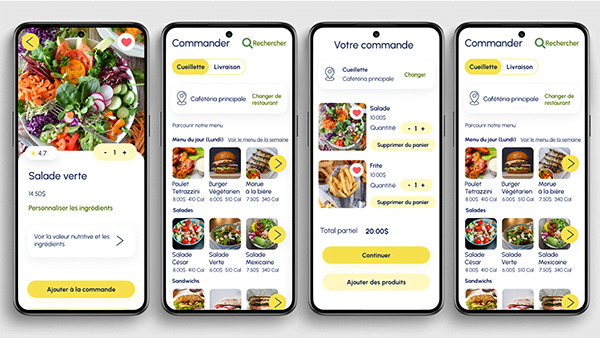 4.7
- 1 +
Salade verte
14.50$
Personnaliser les ingrédients
Voir la valeur nutritive et les
ingrédients
Ajouter à la commande
Commander
Rechercher
Cueillette
Livraison
Cafétéria principale
Changer de
restaurant
Parcourir notre menu
Menu du jour (Lundi)
Voir le menu de la semaine
Poulet
Tetrazzini
8.00$ 410 Cal
Burger
Végétarien
8.00$ 310 Cal
Morue
à la bière
7.50$ 340 Cal
Salades
Salade
César
8.00$ 410 Cal
Salade
Verte
8.00$ 310 Cal
Salade
Mexicaine
7.50$ 340 Cal
Sandwichs
Votre commande
Cueillette
Cafétéria principale
Changer
Salade
10.00$
Quantité
- 1 +
Supprimer du panier
Frite
10.00$
Quantité
- 1 +
Supprimer du panier
Total partiel 20.00$
Continuer
Ajouter des produits
Commander
Rechercher
Cueillette
Livraison
Cafétéria principale
Changer de
restaurant
Parcourir notre menu
Menu du jour (Lundi)
Voir le menu de la semaine
Poulet
Tetrazzini
8.00$ 410 Cal
Burger
Végétarien
8.00$ 310 Cal
Morue
à la bière
7.50$ 340 Cal
Salades
Salade
César
8.00$ 410 Cal
Salade
Verte
8.00$ 310 Cal
Salade
Mexicaine
7.50$ 340 Cal
Sandwichs